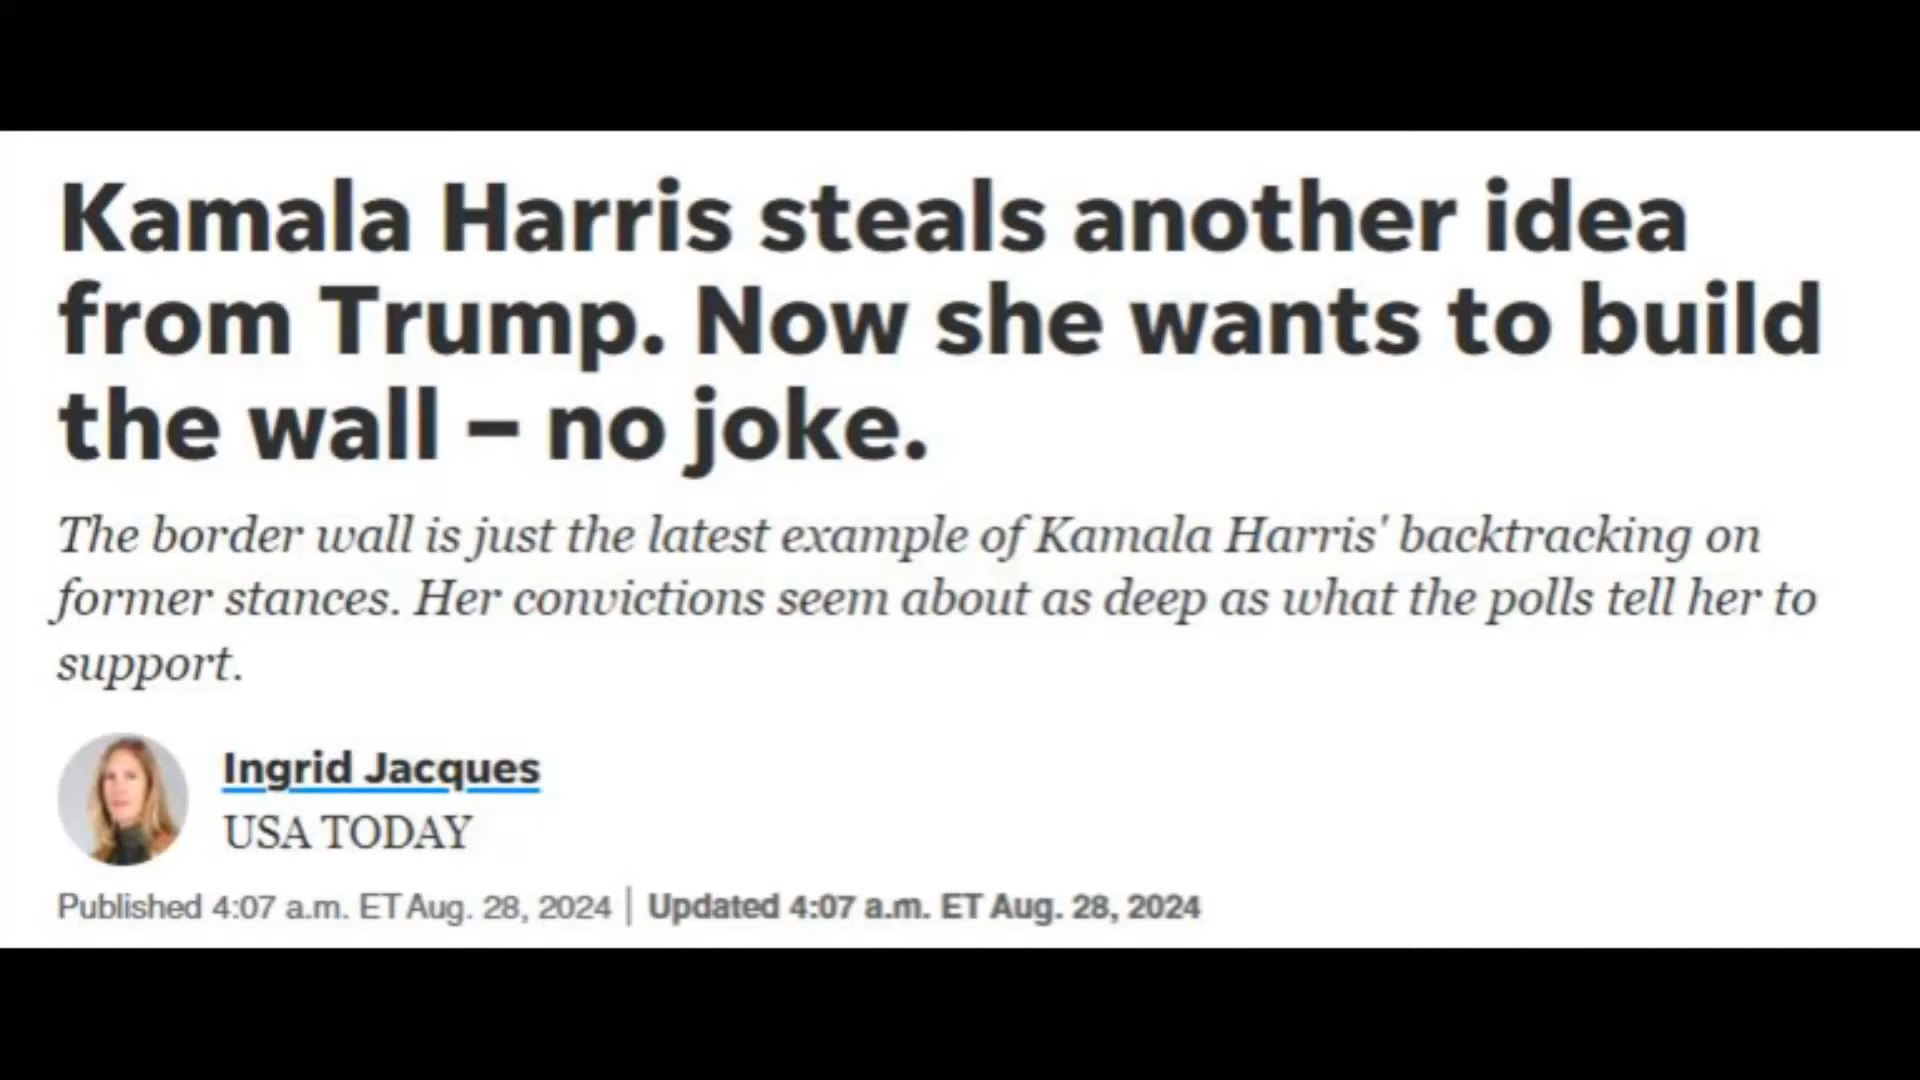 Kamala Harris steals another idea
from Trump. Now she wants to build
the wall – no joke.
The border wall is just the latest example of Kamala Harris' backtracking on
former stances. Her convictions seem about as deep as what the polls tell her to
support.
Ingrid Jacques
USA TODAY
Published 4:07 a.m. ET Aug. 28, 2024 | Updated 4:07 a.m. ET Aug. 28, 2024